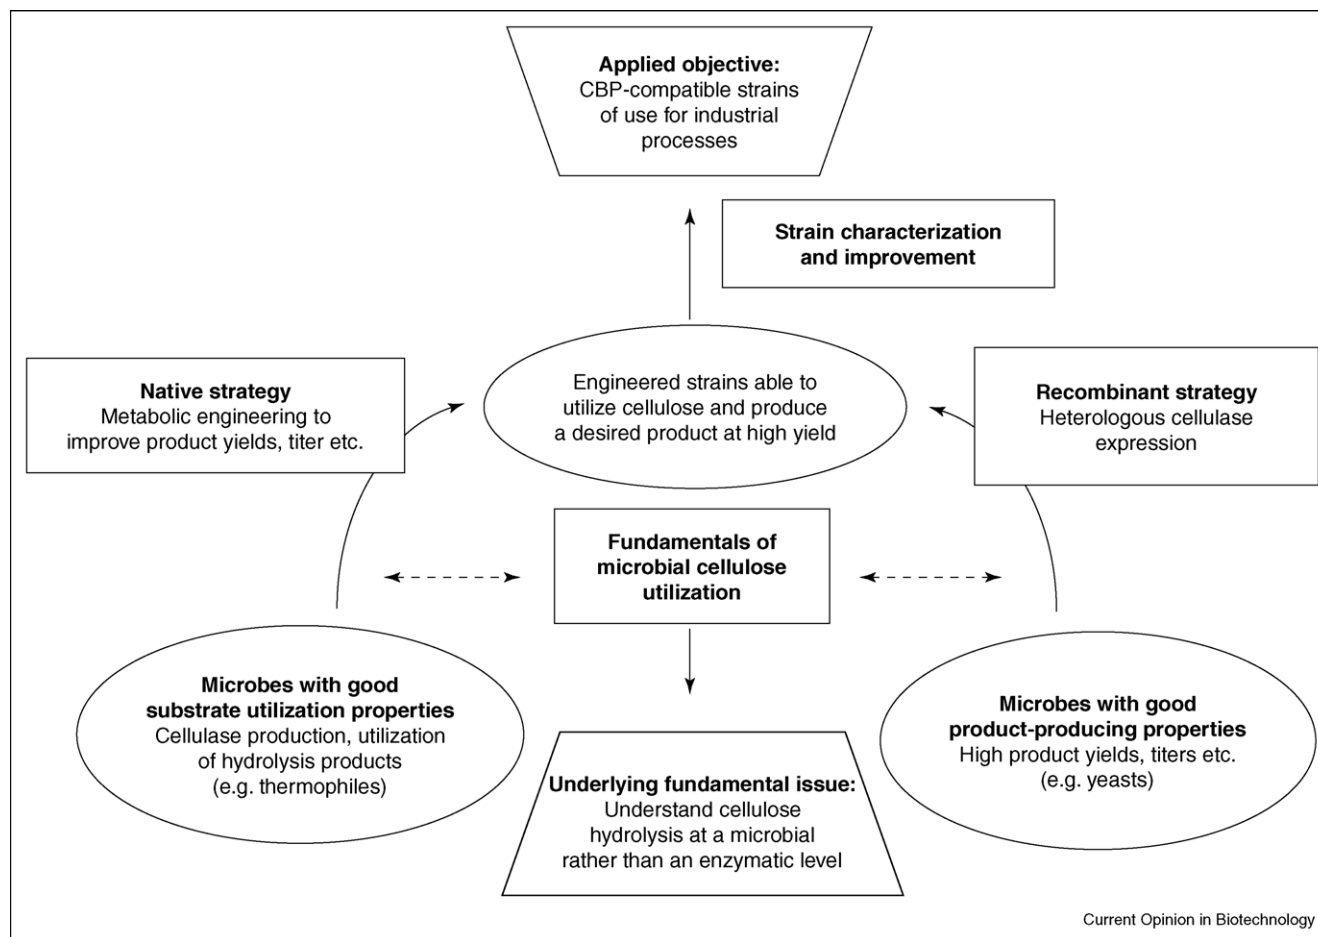 Applied objective:
CBP-compatible strains
of use for industrial
processes
Strain characterization
and improvement
Native strategy
Metabolic engineering to
improve product yields, titer etc.
Engineered strains able to
utilize cellulose and produce
a desired product at high yield
Recombinant strategy
Heterologous cellulase
expression
Fundamentals of
microbial cellulose
utilization
Microbes with good
substrate utilization properties
Cellulase production, utilization
of hydrolysis products
(e.g. thermophiles)
Microbes with good
product-producing properties
High product yields, titers etc.
(e.g. yeasts)
Underlying fundamental issue:
Understand cellulose
hydrolysis at a microbial
rather than an enzymatic level
Current Opinion in Biotechnology